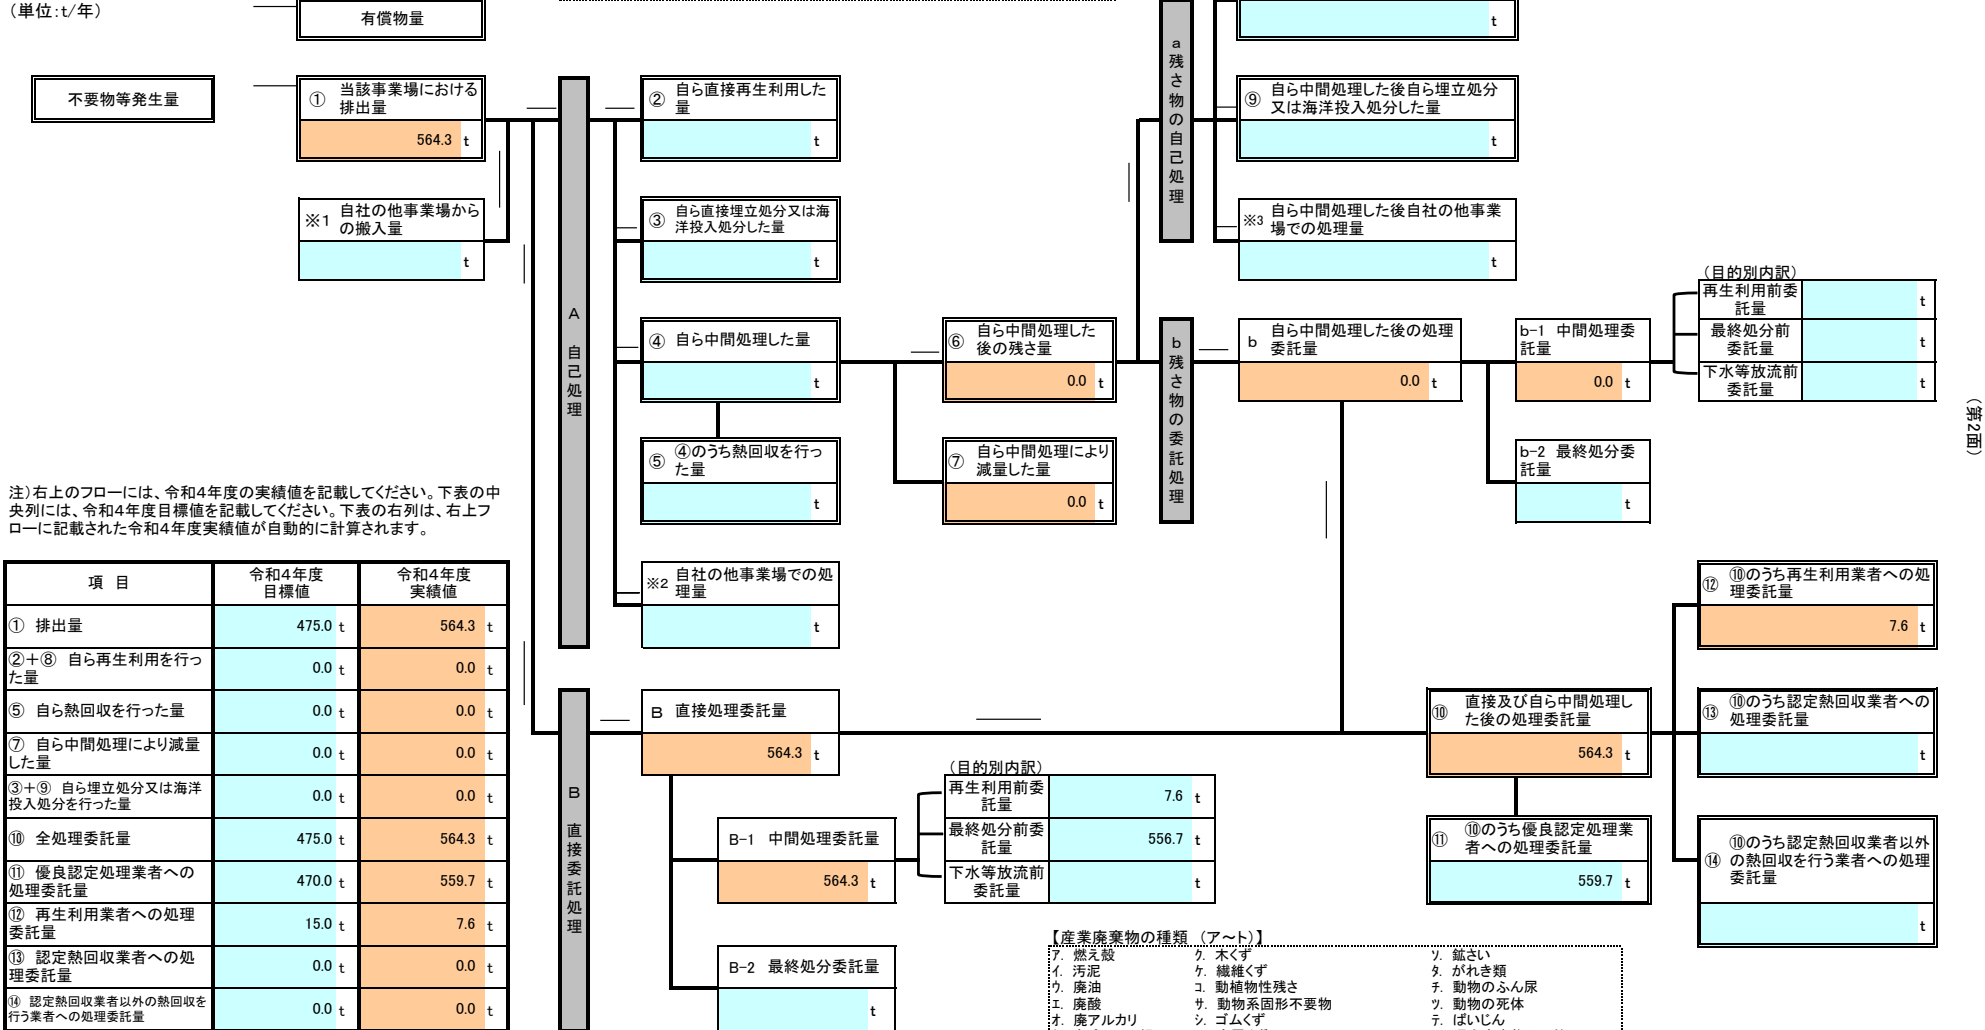 (単位:t/年)
有償物量
t
不要物等発生量
① 当該事業場における
排出量
564.3 t
※1 自社の他事業場から
の搬入量
t
A 自己処理
② 自ら直接再生利用した
量
t
③ 自ら直接埋立処分又は海
洋投入処分した量
t
④ 自ら中間処理した量
t
⑤ ④のうち熱回収を行っ
た量
t
※2 自社の他事業場での処
理量
t
⑥ 自ら中間処理した
後の残さ量
0.0 t
⑦ 自ら中間処理により
減量した量
0.0 t
a 残さ物の自己処理
⑨ 自ら中間処理した後自ら埋立処分
又は海洋投入処分した量
t
※3 自ら中間処理した後自社の他事業
場での処理量
t
b 残さ物の委託処理
b 自ら中間処理した後の処理
委託量
0.0 t
b-1 中間処理委
託量
0.0 t
b-2 最終処分委
託量
t
(目的別内訳)
再生利用前委
託量
t
最終処分前
委託量
t
下水等放流前
委託量
t
(第2面)
注)右上のフローには、令和4年度の実績値を記載してください。下表の中
央列には、令和4年度目標値を記載してください。下表の右列は、右上フ
ローに記載された令和4年度実績値が自動的に計算されます。
項 目 令和4年度
目標値 令和4年度
実績値
① 排出量 475.0 t 564.3 t
②+⑧ 自ら再生利用を行っ
た量 0.0 t 0.0 t
⑤ 自ら熱回収を行った量 0.0 t 0.0 t
⑦ 自ら中間処理により減量
した量 0.0 t 0.0 t
③+⑨ 自ら埋立処分又は海洋
投入処分を行った量 0.0 t 0.0 t
⑩ 全処理委託量 475.0 t 564.3 t
⑪ 優良認定処理業者への
処理委託量 470.0 t 559.7 t
⑫ 再生利用業者への処理
委託量 15.0 t 7.6 t
⑬ 認定熱回収業者への処
理委託量 0.0 t 0.0 t
⑭ 認定熱回収業者以外の熱回収を
行う業者への処理委託量 0.0 t 0.0 t
B 直接委託処理
B 直接処理委託量
564.3 t
B-1 中間処理委託量
564.3 t
B-2 最終処分委託量
t
(目的別内訳)
再生利用前委
託量 7.6 t
最終処分前委
託量 556.7 t
下水等放流前
委託量 t
⑩ 直接及び自ら中間処理し
た後の処理委託量
564.3 t
⑪ ⑩のうち優良認定処理業
者への処理委託量
559.7 t
⑫ ⑩のうち再生利用業者への処
理委託量
7.6 t
⑬ ⑩のうち認定熱回収業者への
処理委託量
t
⑭ ⑩のうち認定熱回収業者以外
の熱回収を行う業者への処理
委託量
t
【産業廃棄物の種類 (ア~ト)】
ア. 燃え殻 ク. 木くず ソ. 鉱さい
イ. 汚泥 ケ. 繊維くず タ. がれき類
ウ. 廃油 コ. 動植物性残さ チ. 動物のふん尿
エ. 廃酸 サ. 動物系固形不要物 ツ. 動物の死体
オ. 廃アルカリ シ. ゴムくず テ. ばいじん